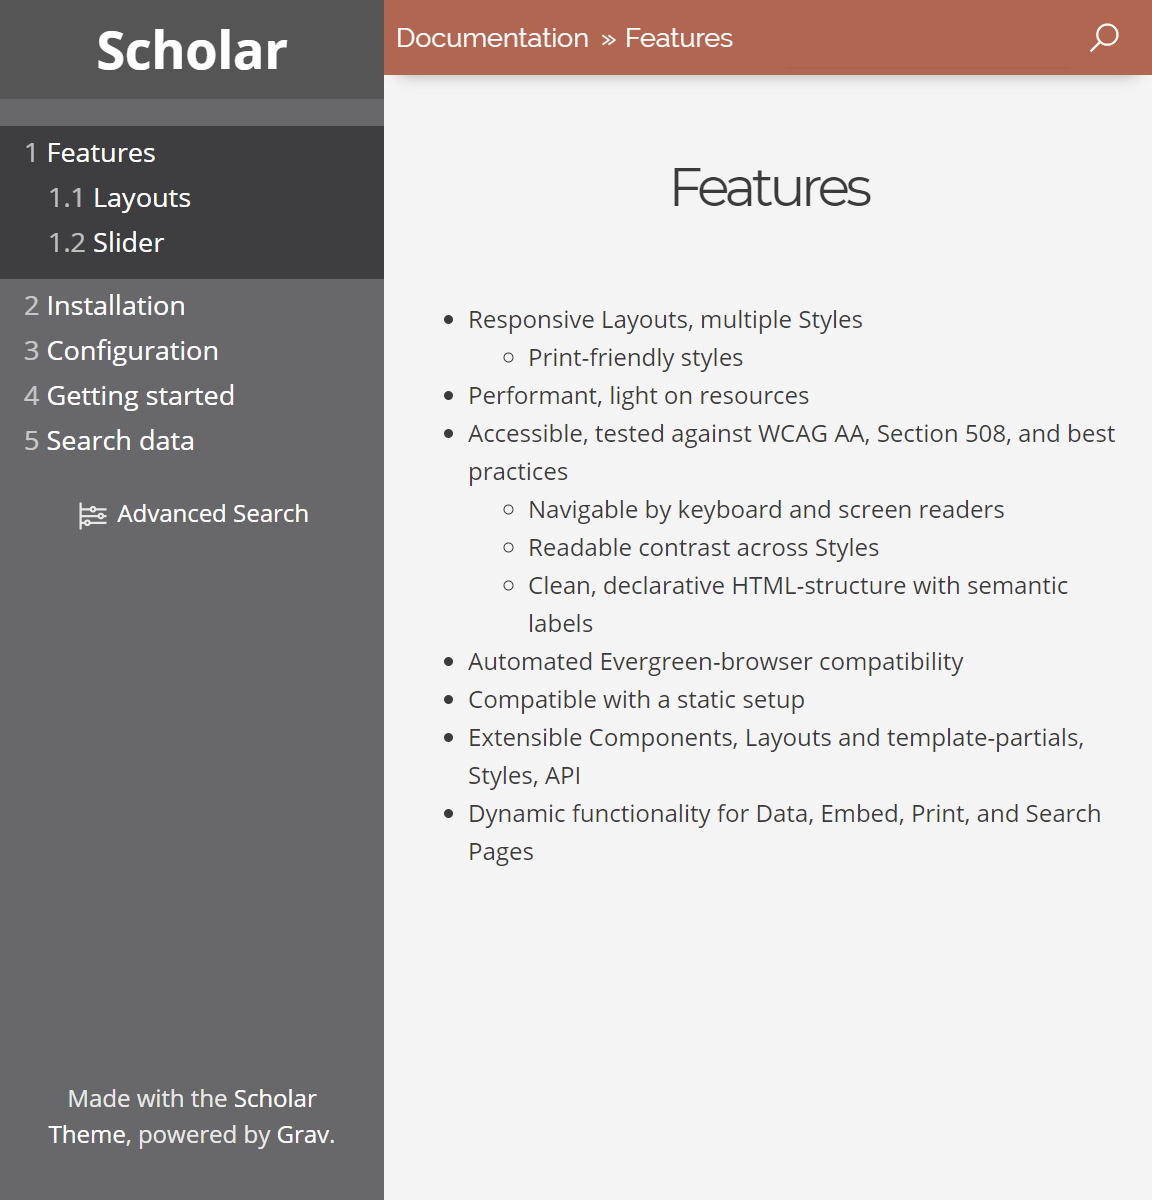 Scholar
1 Features
1.1 Layouts
1.2 Slider
2 Installation
3 Configuration
4 Getting started
5 Search data
Advanced Search
Made with the Scholar
Theme, powered by Grav.
Documentation » Features
Features
Responsive Layouts, multiple Styles
Print-friendly styles
Performant, light on resources
Accessible, tested against WCAG AA, Section 508, and best
practices
Navigable by keyboard and screen readers
Readable contrast across Styles
Clean, declarative HTML-structure with semantic
labels
Automated Evergreen-browser compatibility
Compatible with a static setup
Extensible Components, Layouts and template-partials,
Styles, API
Dynamic functionality for Data, Embed, Print, and Search
Pages